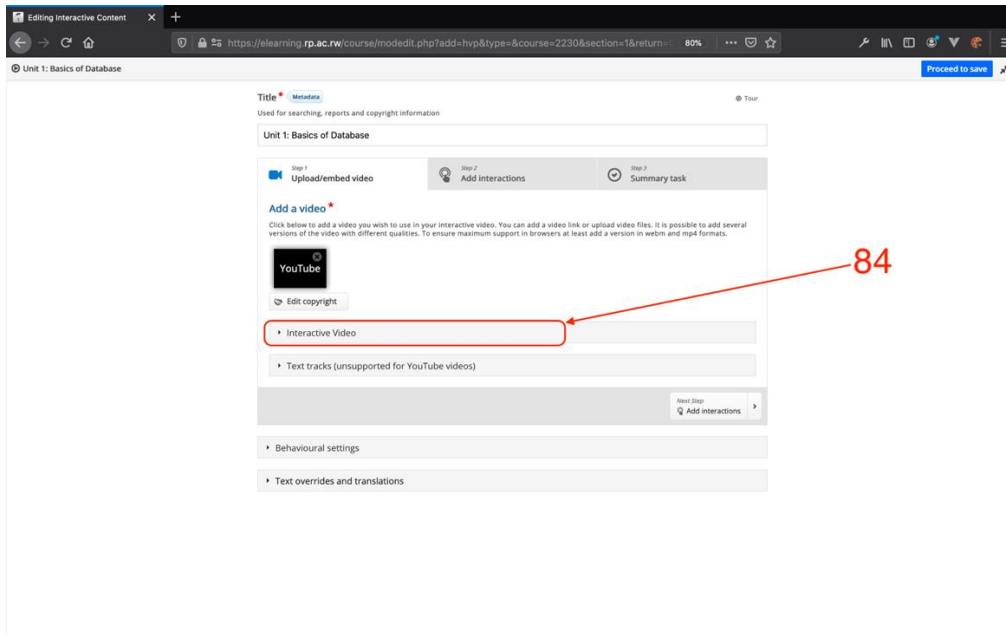 Editing Interactive Content
https://elearning.rp.ac.rw/course/modedit.php?add=hvp&type=&course=2230&section=1&return=
80%
Unit 1: Basics of Database
Proceed to save
Title * Metadata
Tour
Used for searching, reports and copyright information
Unit 1: Basics of Database
Step 1
Upload/embed video
Step 2
Add interactions
Step 3
Summary task
Add a video *
Click below to add a video you wish to use in your interactive video. You can add a video link or upload video files. It is possible to add several
versions of the video with different qualities. To ensure maximum support in browsers at least add a version in webm and mp4 formats.
YouTube
84
Edit copyright
Interactive Video
Text tracks (unsupported for YouTube videos)
Next Step
Add interactions
Behavioural settings
Text overrides and translations